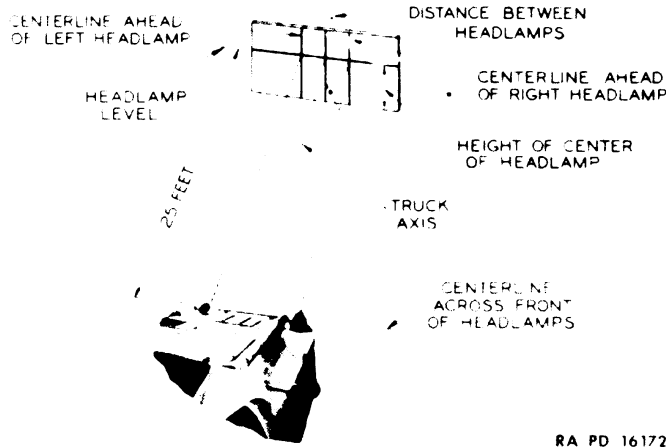 CENTERLINE AHEAD
OF LEFT HEADLAMP
DISTANCE BETWEEN
HEADLAMPS
HEADLAMP
LEVEL
CENTERLINE AHEAD
OF RIGHT HEADLAMP
HEIGHT OF CENTER
OF HEADLAMP
25 FEET
TRUCK
AXIS
CENTERLINE
ACROSS FRONT
OF HEADLAMPS
RA PD 16172